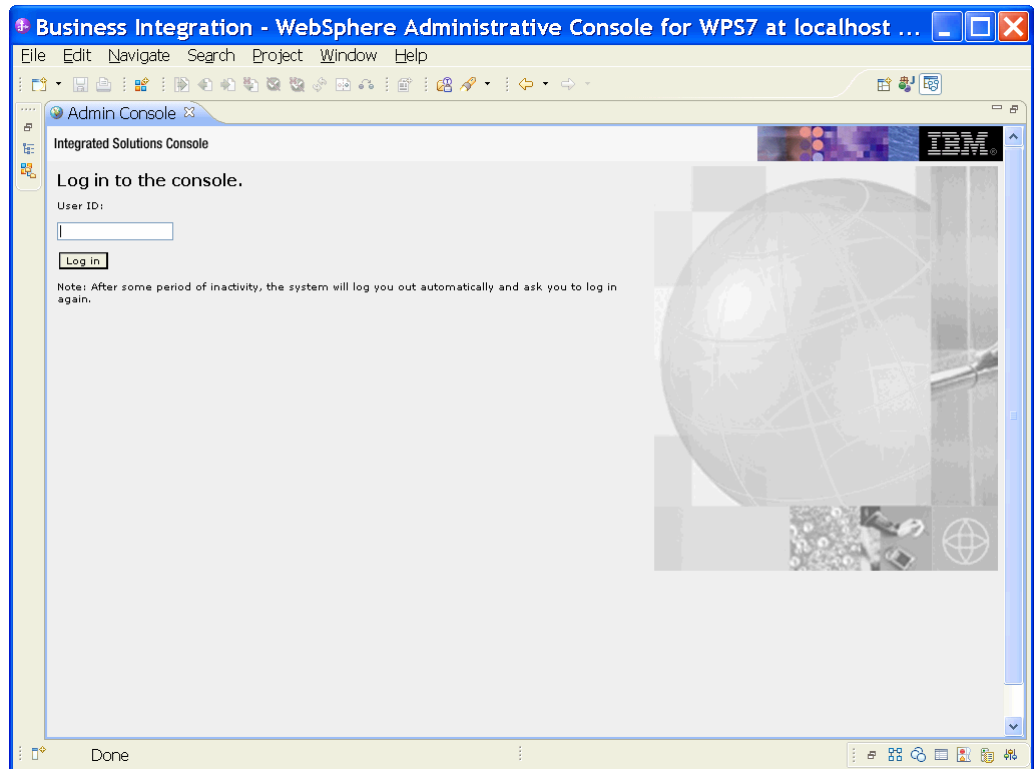 Business Integration - WebSphere Administrative Console for WPS7 at localhost ...
File Edit Navigate Search Project Window Help
Admin Console
Integrated Solutions Console
IBM®
Log in to the console.
User ID:
Log in
Note: After some period of inactivity, the system will log you out automatically and ask you to log in
again.
Done